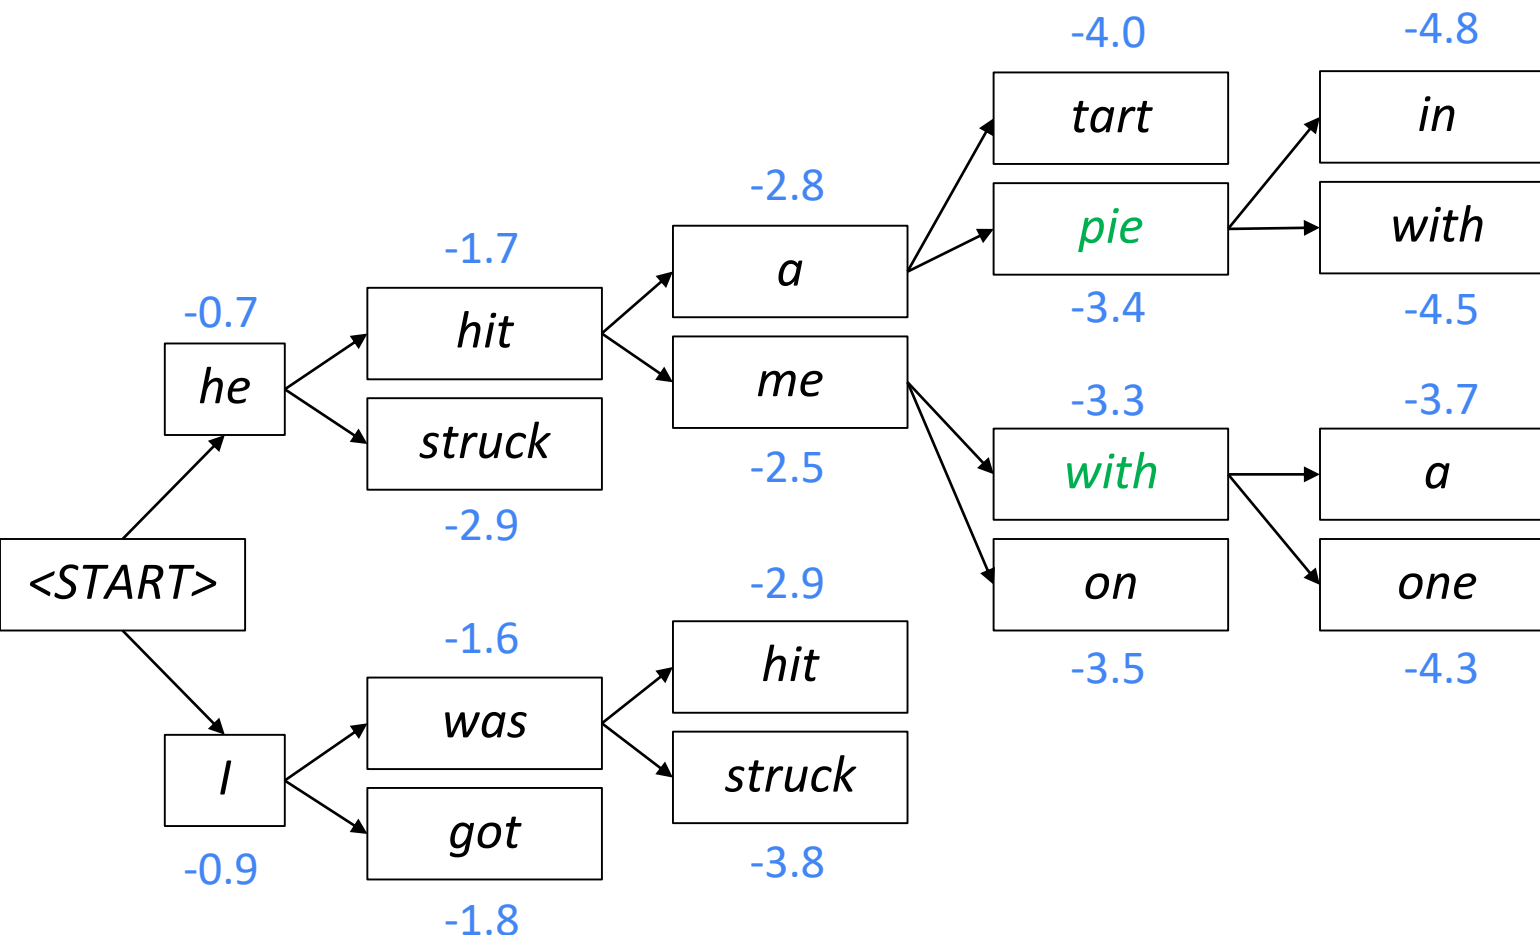 -4.0
-4.8
tart
in
-2.8
pie
with
-1.7
a
-3.4
-4.5
-0.7
hit
he
me
-3.3
-3.7
struck
-2.5
with
a
-2.9
<START>
-2.9
on
one
-1.6
hit
-3.5
-4.3
was
I
struck
got
-0.9
-3.8
-1.8